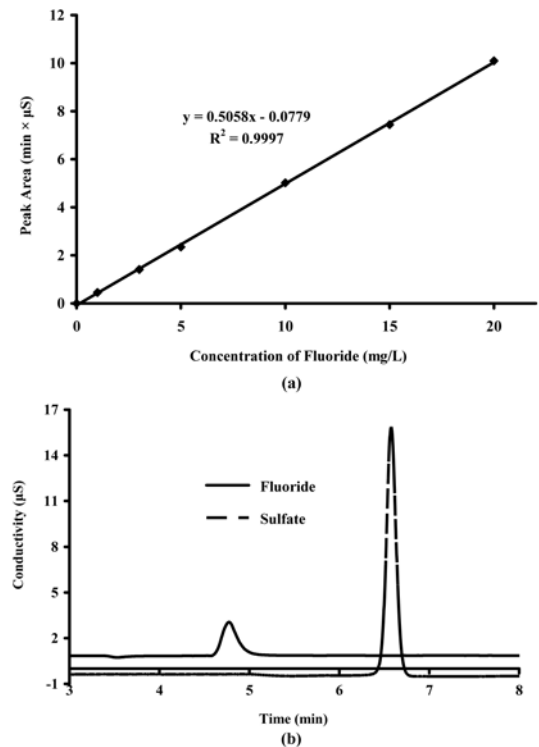 12
10
8
6
4
2
0
Peak Area (min × µS)
y = 0.5058x - 0.0779
R² = 0.9997
0 5 10 15 20
Concentration of Fluoride (mg/L)
(a)
17
14
11
8
5
2
-1
Conductivity (µS)
Fluoride
Sulfate
3 4 5 6 7 8
Time (min)
(b)